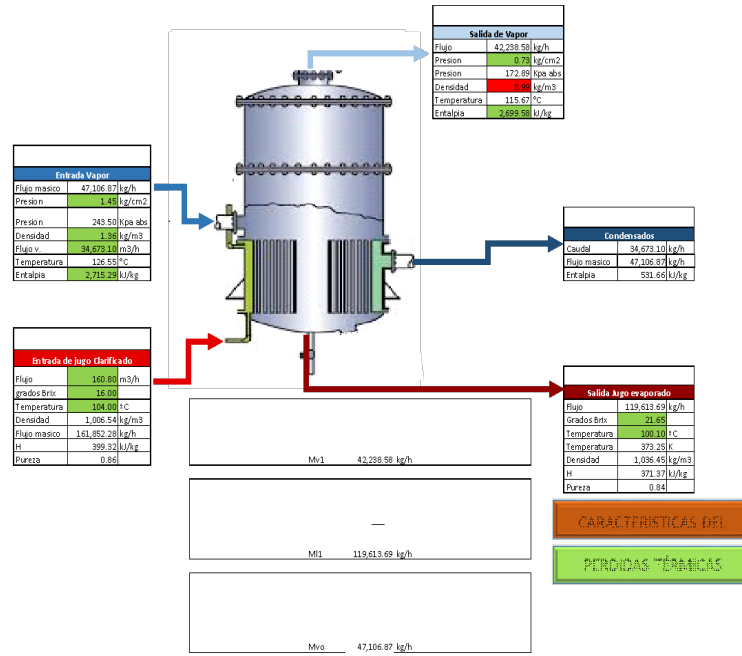 Salida de Vapor
Flujo 42,238.58 kg/h
Presion 0.73 kg/cm2
Presion 172.89 Kpa abs
Densidad 0.99 kg/m3
Temperatura 115.67 °C
Entalpia 2,699.58 kJ/kg
Entrada Vapor
Flujo masico 47,106.87 kg/h
Presion 1.45 kg/cm2
Presion 243.50 Kpa abs
Densidad 1.36 kg/m3
Flujo v. 34,673.10 m3/h
Temperatura 126.55 °C
Entalpia 2,715.29 kJ/kg
Condensados
Caudal 34,673.10 kg/h
Flujo masico 47,106.87 kg/h
Entalpia 531.66 kJ/kg
Entrada de jugo Clarificado
Flujo 160.80 m3/h
grados Brix 16.00
Temperatura 104.00 °C
Densidad 1,006.54 kg/m3
Flujo masico 161,852.28 kg/h
H 399.32 kJ/kg
Pureza 0.86
Salida Jugo evaporado
Flujo 119,613.69 kg/h
Grados Brix 21.65
Temperatura 100.10 °C
Temperatura 373.25 K
Densidad 1,036.45 kg/m3
H 371.37 kJ/kg
Pureza 0.84
Mv1 42,238.58 kg/h
Ml1 119,613.69 kg/h
Mvo 47,106.87 kg/h
CARACTERISTICAS DEL
PERDIDAS TÉRMICAS